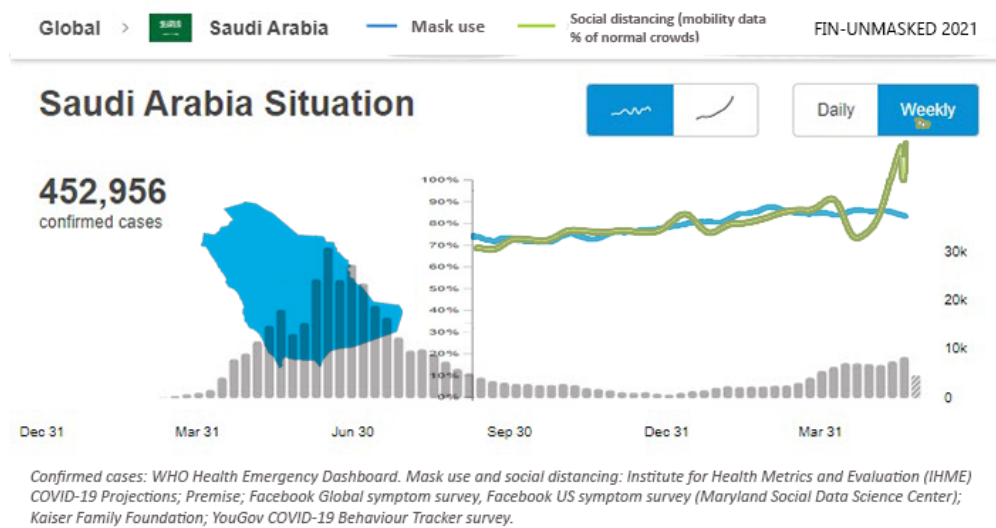 Global > Saudi Arabia Mask use Social distancing (mobility data % of normal crowds) FIN-UNMASKED 2021
Saudi Arabia Situation
Daily Weekly
452,956
confirmed cases
100%
90%
80%
70%
60%
50%
40%
30%
20%
10%
0%
30k
20k
10k
0
Dec 31 Mar 31 Jun 30 Sep 30 Dec 31 Mar 31
Confirmed cases: WHO Health Emergency Dashboard. Mask use and social distancing: Institute for Health Metrics and Evaluation (IHME)
COVID-19 Projections; Premise; Facebook Global symptom survey, Facebook US symptom survey (Maryland Social Data Science Center);
Kaiser Family Foundation; YouGov COVID-19 Behaviour Tracker survey.